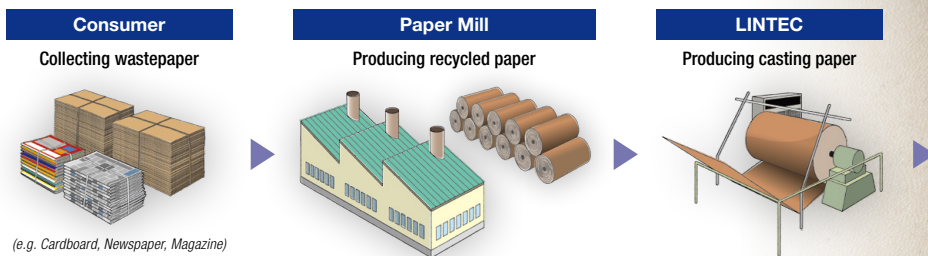 Consumer
Collecting wastepaper
(e.g. Cardboard, Newspaper, Magazine)
Paper Mill
Producing recycled paper
LINTEC
Producing casting paper